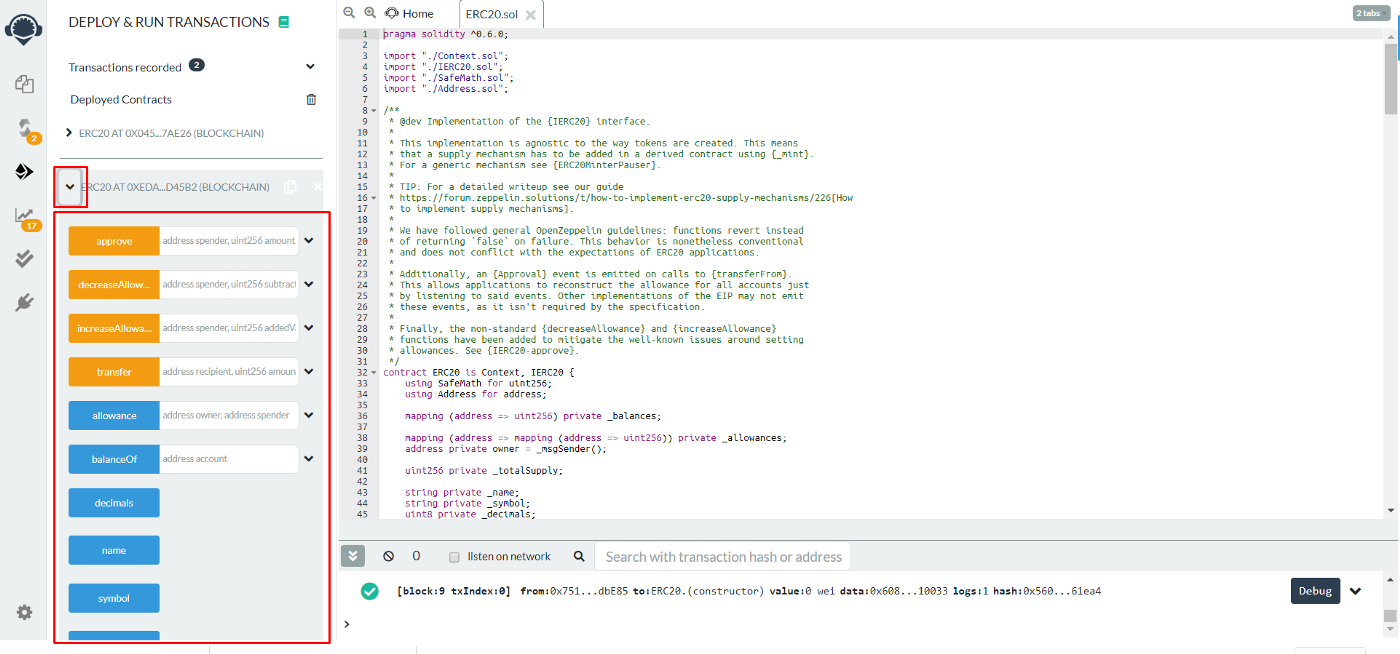 DEPLOY & RUN TRANSACTIONS
Transactions recorded 2
Deployed Contracts
ERC20 AT 0X045...7AE26 (BLOCKCHAIN)
ERC20 AT 0XEDA...D45B2 (BLOCKCHAIN)
approve address spender, uint256 amount
decreaseAllow... address spender, uint256 subtract
increaseAllowa... address spender, uint256 addedVa
transfer address recipient, uint256 amoun
allowance address owner, address spender
balanceOf address account
decimals
name
symbol
2
17
Home
ERC20.sol
2 tabs
1 pragma solidity ^0.6.0;
2
3 import "./Context.sol";
4 import "./IERC20.sol";
5 import "./SafeMath.sol";
6 import "./Address.sol";
7
8 /**
9 * @dev Implementation of the {IERC20} interface.
10 *
11 * This implementation is agnostic to the way tokens are created. This means
12 * that a supply mechanism has to be added in a derived contract using {_mint}.
13 * For a generic mechanism see {ERC20MinterPauser}.
14 *
15 * TIP: For a detailed writeup see our guide
16 * https://forum.zeppelin.solutions/t/how-to-implement-erc20-supply-mechanisms/226[How
17 * to implement supply mechanisms].
18 *
19 * We have followed general OpenZeppelin guidelines: functions revert instead
20 * of returning `false` on failure. This behavior is nonetheless conventional
21 * and does not conflict with the expectations of ERC20 applications.
22 *
23 * Additionally, an {Approval} event is emitted on calls to {transferFrom}.
24 * This allows applications to reconstruct the allowance for all accounts just
25 * by listening to said events. Other implementations of the EIP may not emit
26 * these events, as it isn't required by the specification.
27 *
28 * Finally, the non-standard {decreaseAllowance} and {increaseAllowance}
29 * functions have been added to mitigate the well-known issues around setting
30 * allowances. See {IERC20-approve}.
31 */
32 contract ERC20 is Context, IERC20 {
33 using SafeMath for uint256;
34 using Address for address;
35
36 mapping (address => uint256) private _balances;
37
38 mapping (address => mapping (address => uint256)) private _allowances;
39 address private owner = _msgSender();
40
41 uint256 private _totalSupply;
42
43 string private _name;
44 string private _symbol;
45 uint8 private _decimals;
0 listen on network Search with transaction hash or address
[block:9 txIndex:0] from:0x751...dbE85 to:ERC20.(constructor) value:0 wei data:0x608...10033 logs:1 hash:0x560...61ea4 Debug
>